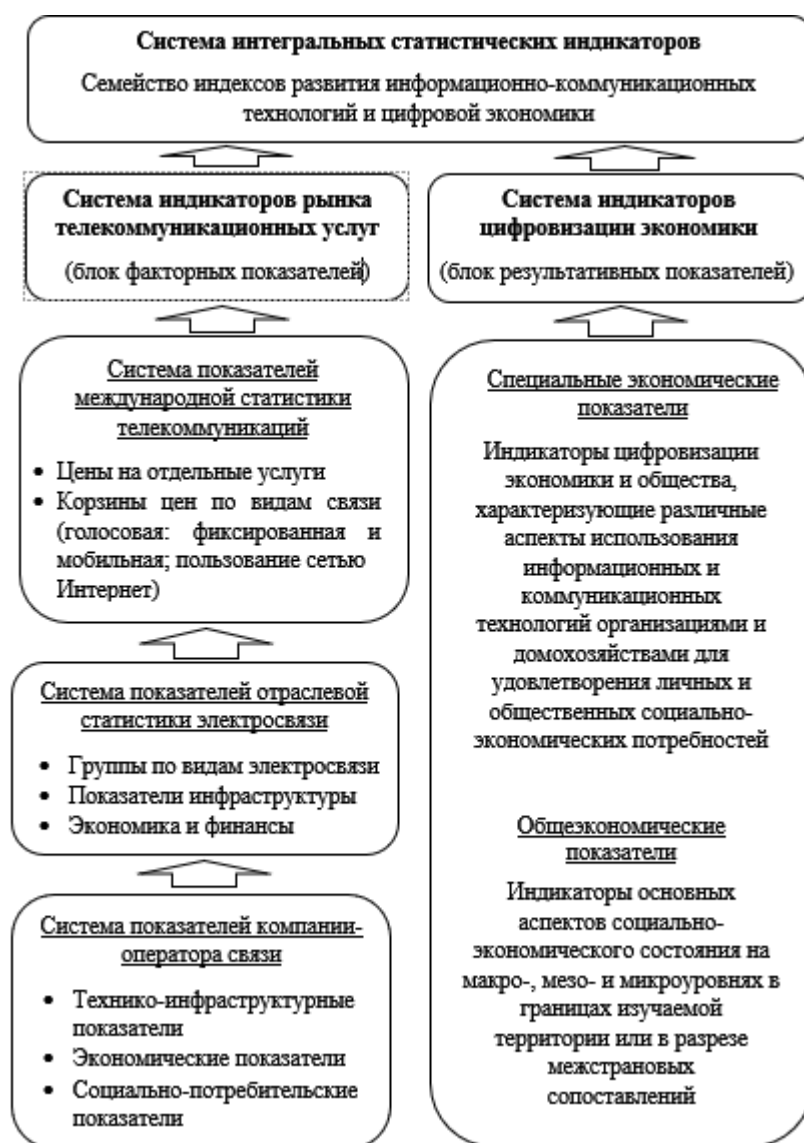 Система интегральных статистических индикаторов
Семейство индексов развития информационно-коммуникационных
технологий и цифровой экономики
Система индикаторов рынка
телекоммуникационных услуг
(блок факторных показателей)
Система индикаторов
цифровизации экономики
(блок результативных показателей)
Система показателей
международной статистики
телекоммуникаций
• Цены на отдельные услуги
• Корзины цен по видам связи
(голосовая: фиксированная и
мобильная; пользование сетью
Интернет)
Система показателей отраслевой
статистики электросвязи
• Группы по видам электросвязи
• Показатели инфраструктуры
• Экономика и финансы
Система показателей компании-
оператора связи
• Технико-инфраструктурные
показатели
• Экономические показатели
• Социально-потребительские
показатели
Специальные экономические
показатели
Индикаторы цифровизации
экономики и общества,
характеризующие различные
аспекты использования
информационных и
коммуникационных
технологий организациями и
домохозяйствами для
удовлетворения личных и
общественных социально-
экономических потребностей
Общеэкономические
показатели
Индикаторы основных
аспектов социально-
экономического состояния на
макро-, мезо- и микроуровнях в
границах изучаемой
территории или в разрезе
межстрановых
сопоставлений